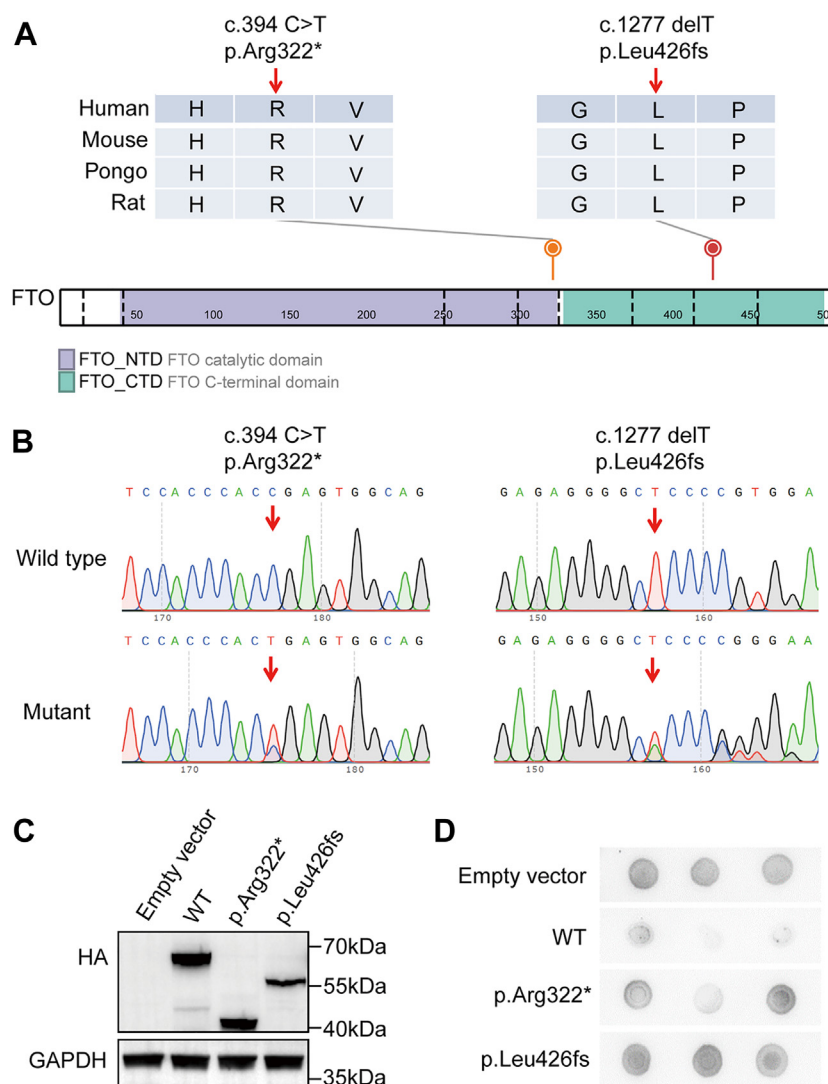 A
c.394 C>T
p.Arg322*
c.1277 delT
p.Leu426fs
Human H R V G L P
Mouse H R V G L P
Pongo H R V G L P
Rat H R V G L P
FTO 50 100 150 200 250 300 350 400 450 50
FTO_NTD FTO catalytic domain
FTO_CTD FTO C-terminal domain
B
c.394 C>T
p.Arg322*
c.1277 delT
p.Leu426fs
T C C A C C C A C C G A G T G G C A G
G A G A G G G G C T C C C C G T G G A
Wild type
170 180
150 160
T C C A C C C A C T G A G T G G C A G
G A G A G G G G C T C C C C G G G A A
Mutant
170 180
150 160
C
Empty vector
WT
p.Arg322*
p.Leu426fs
HA
70kDa
55kDa
40kDa
GAPDH
35kDa
D
Empty vector
WT
p.Arg322*
p.Leu426fs